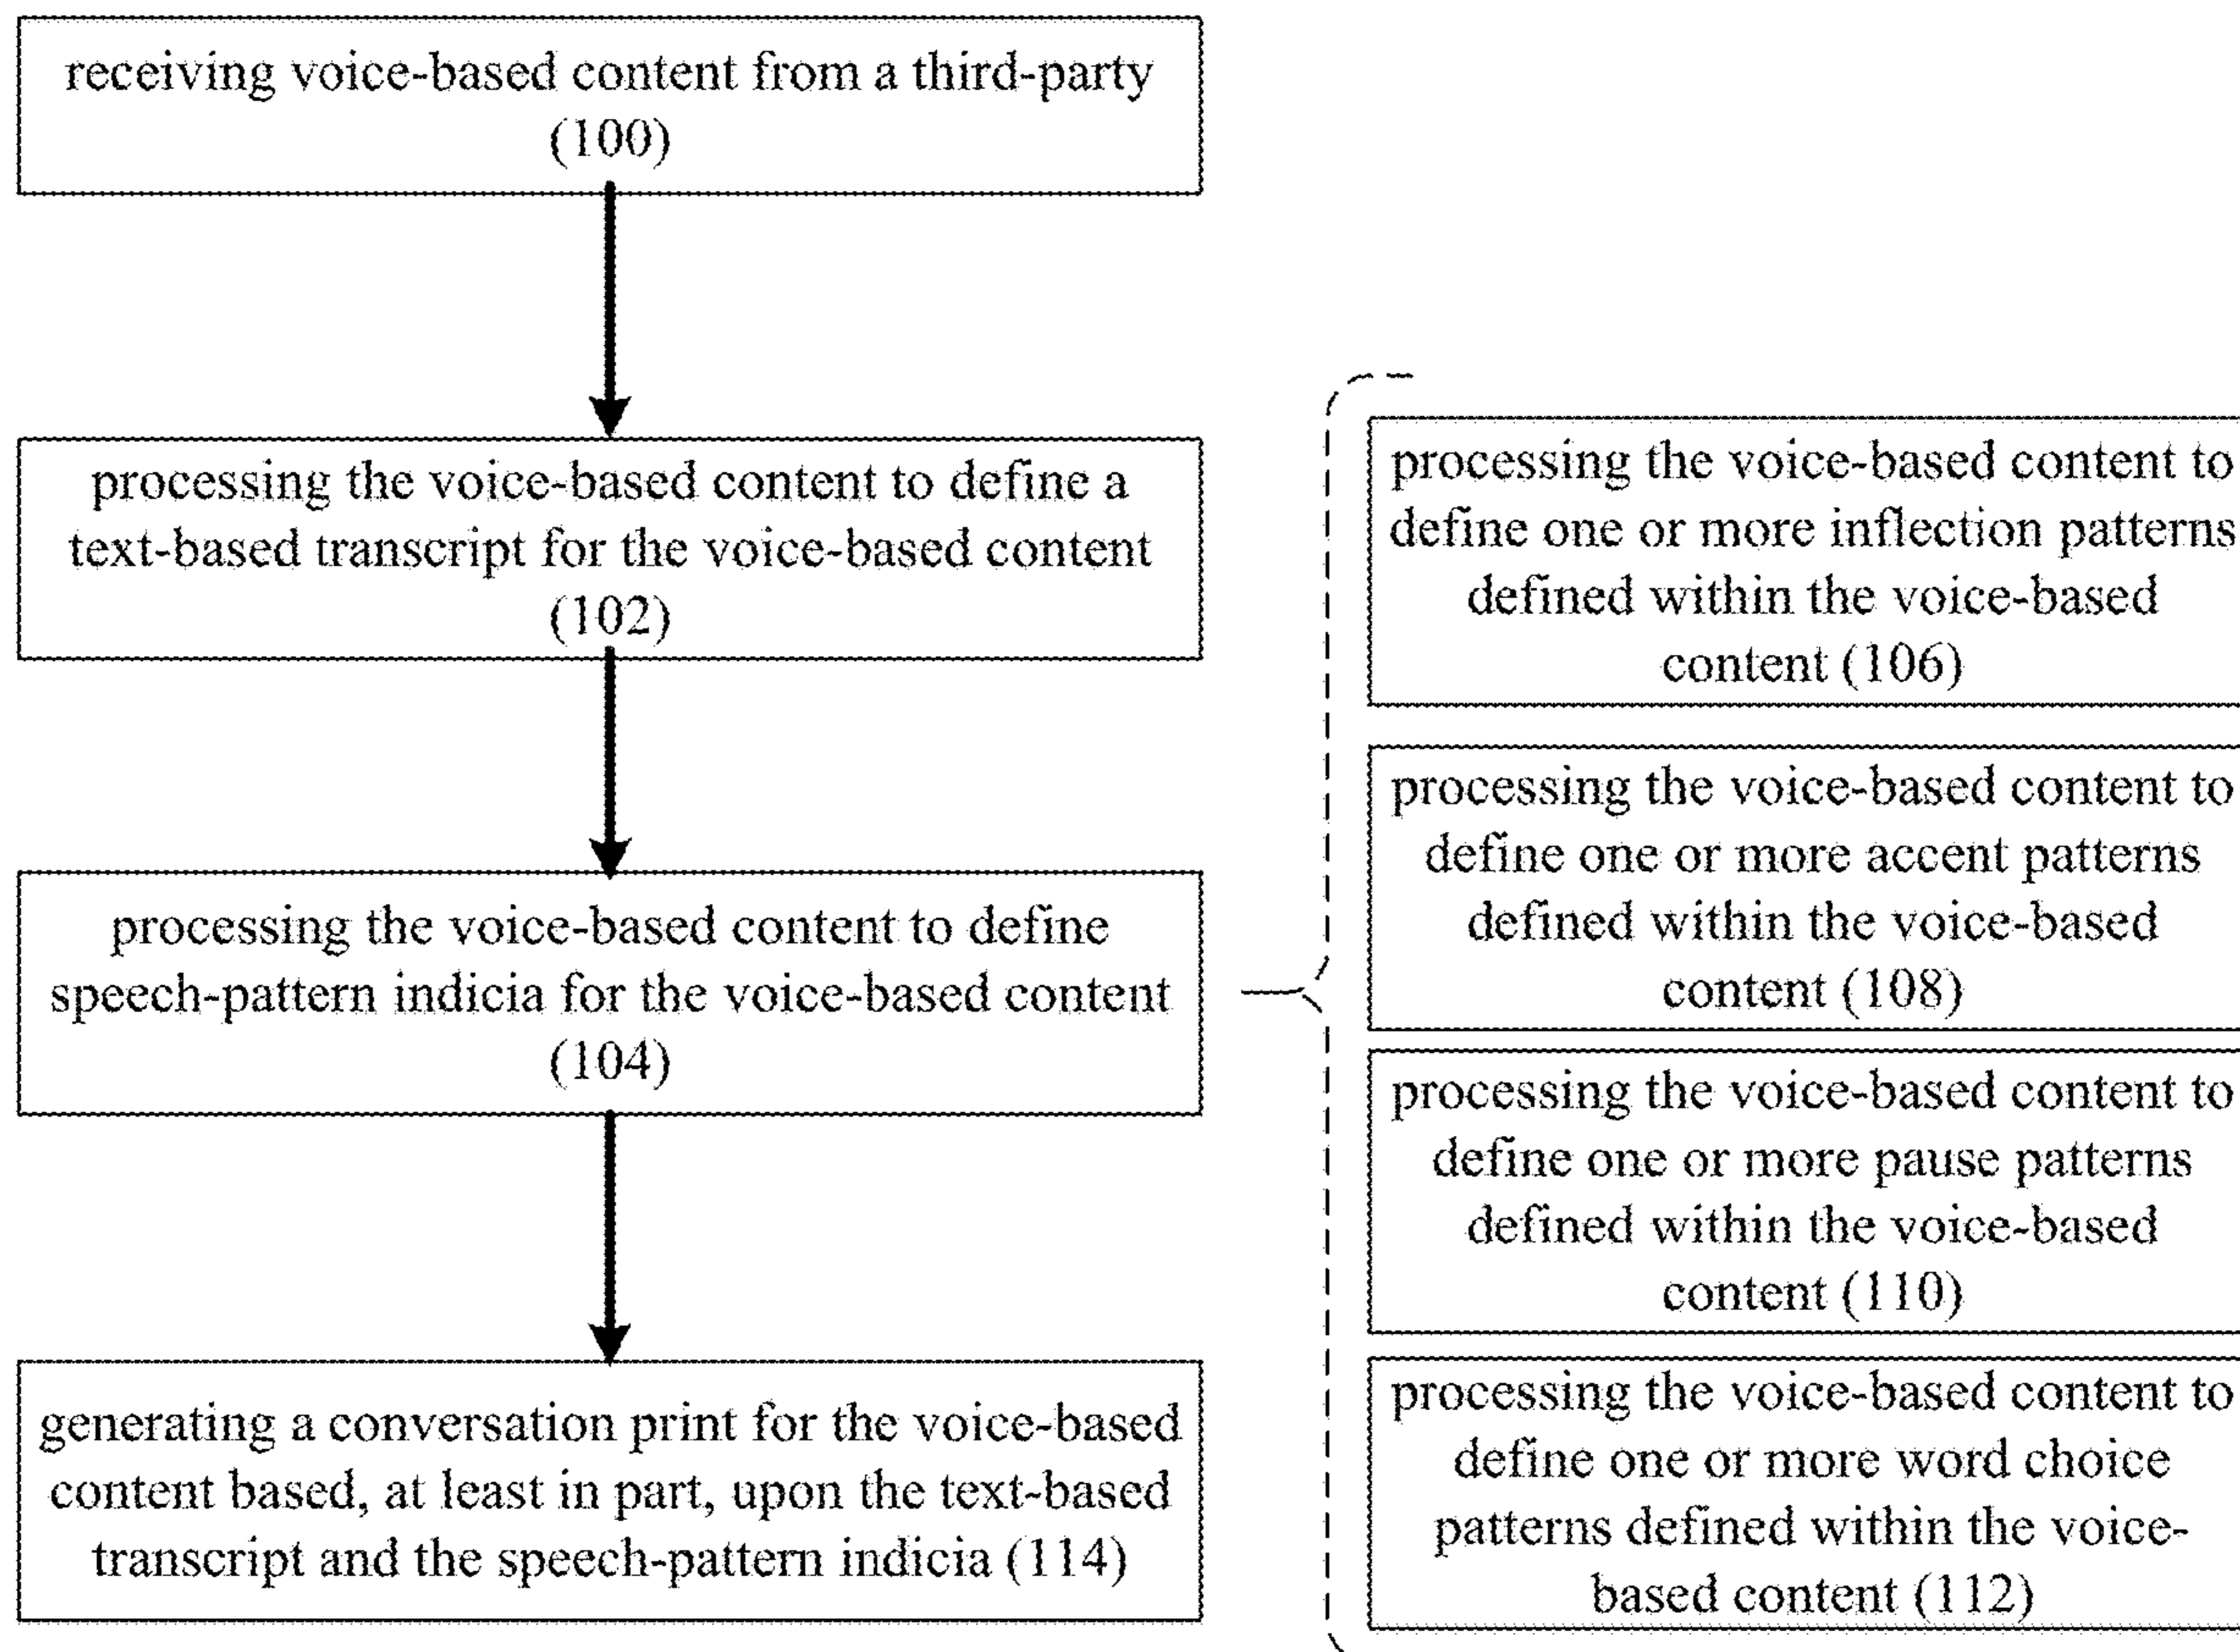 receiving voice-based content from a third-party
(100)
processing the voice-based content to define a
text-based transcript for the voice-based content
(102)
processing the voice-based content to define
speech-pattern indicia for the voice-based content
(104)
generating a conversation print for the voice-based
content based, at least in part, upon the text-based
transcript and the speech-pattern indicia (114)
processing the voice-based content to
define one or more inflection patterns
defined within the voice-based
content (106)
processing the voice-based content to
define one or more accent patterns
defined within the voice-based
content (108)
processing the voice-based content to
define one or more pause patterns
defined within the voice-based
content (110)
processing the voice-based content to
define one or more word choice
patterns defined within the voice-
based content (112)